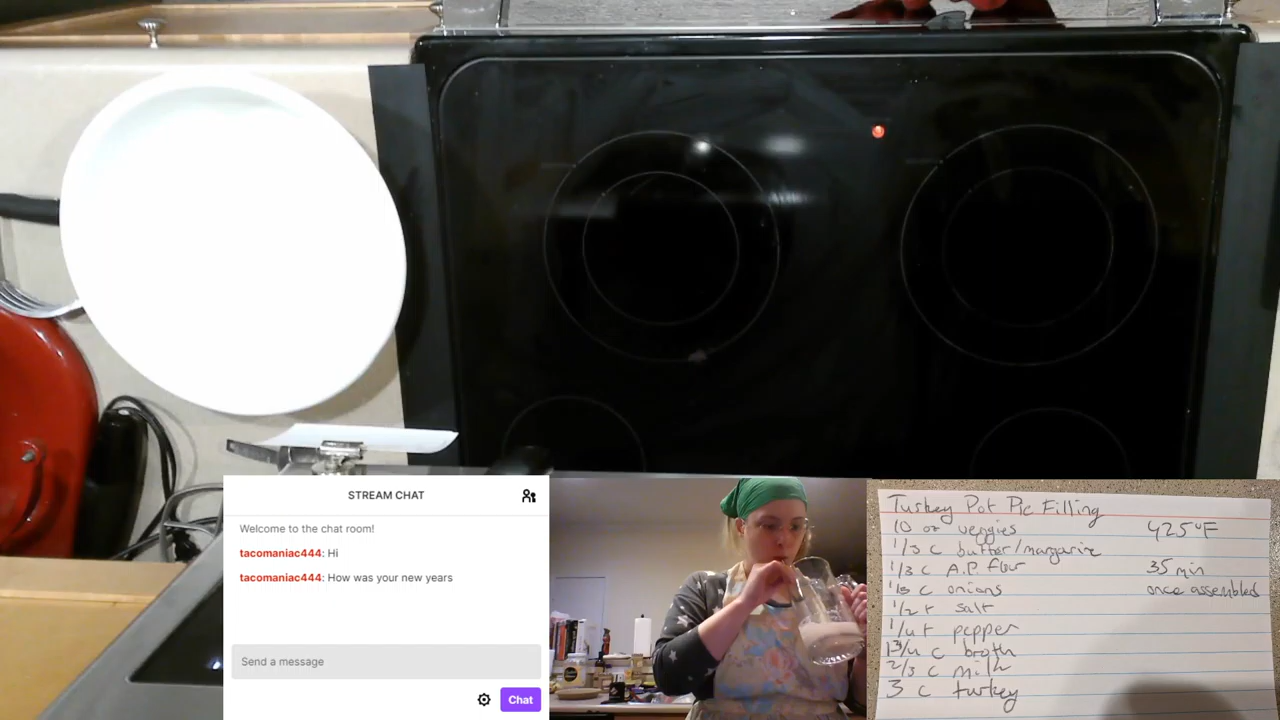 STREAM CHAT
Welcome to the chat room!
tacomaniac444: Hi
tacomaniac444: How was your new years
Send a message
Chat
Turkey Pot Pie Filling
10 oz veggies 425°F
1/3 c butter/margarine
1/3 c A.P. flour 35 min
1/3 c onions once assembled
1/2 t salt
1/4 t pepper
1 3/4 c broth
2/3 c milk
3 c turkey